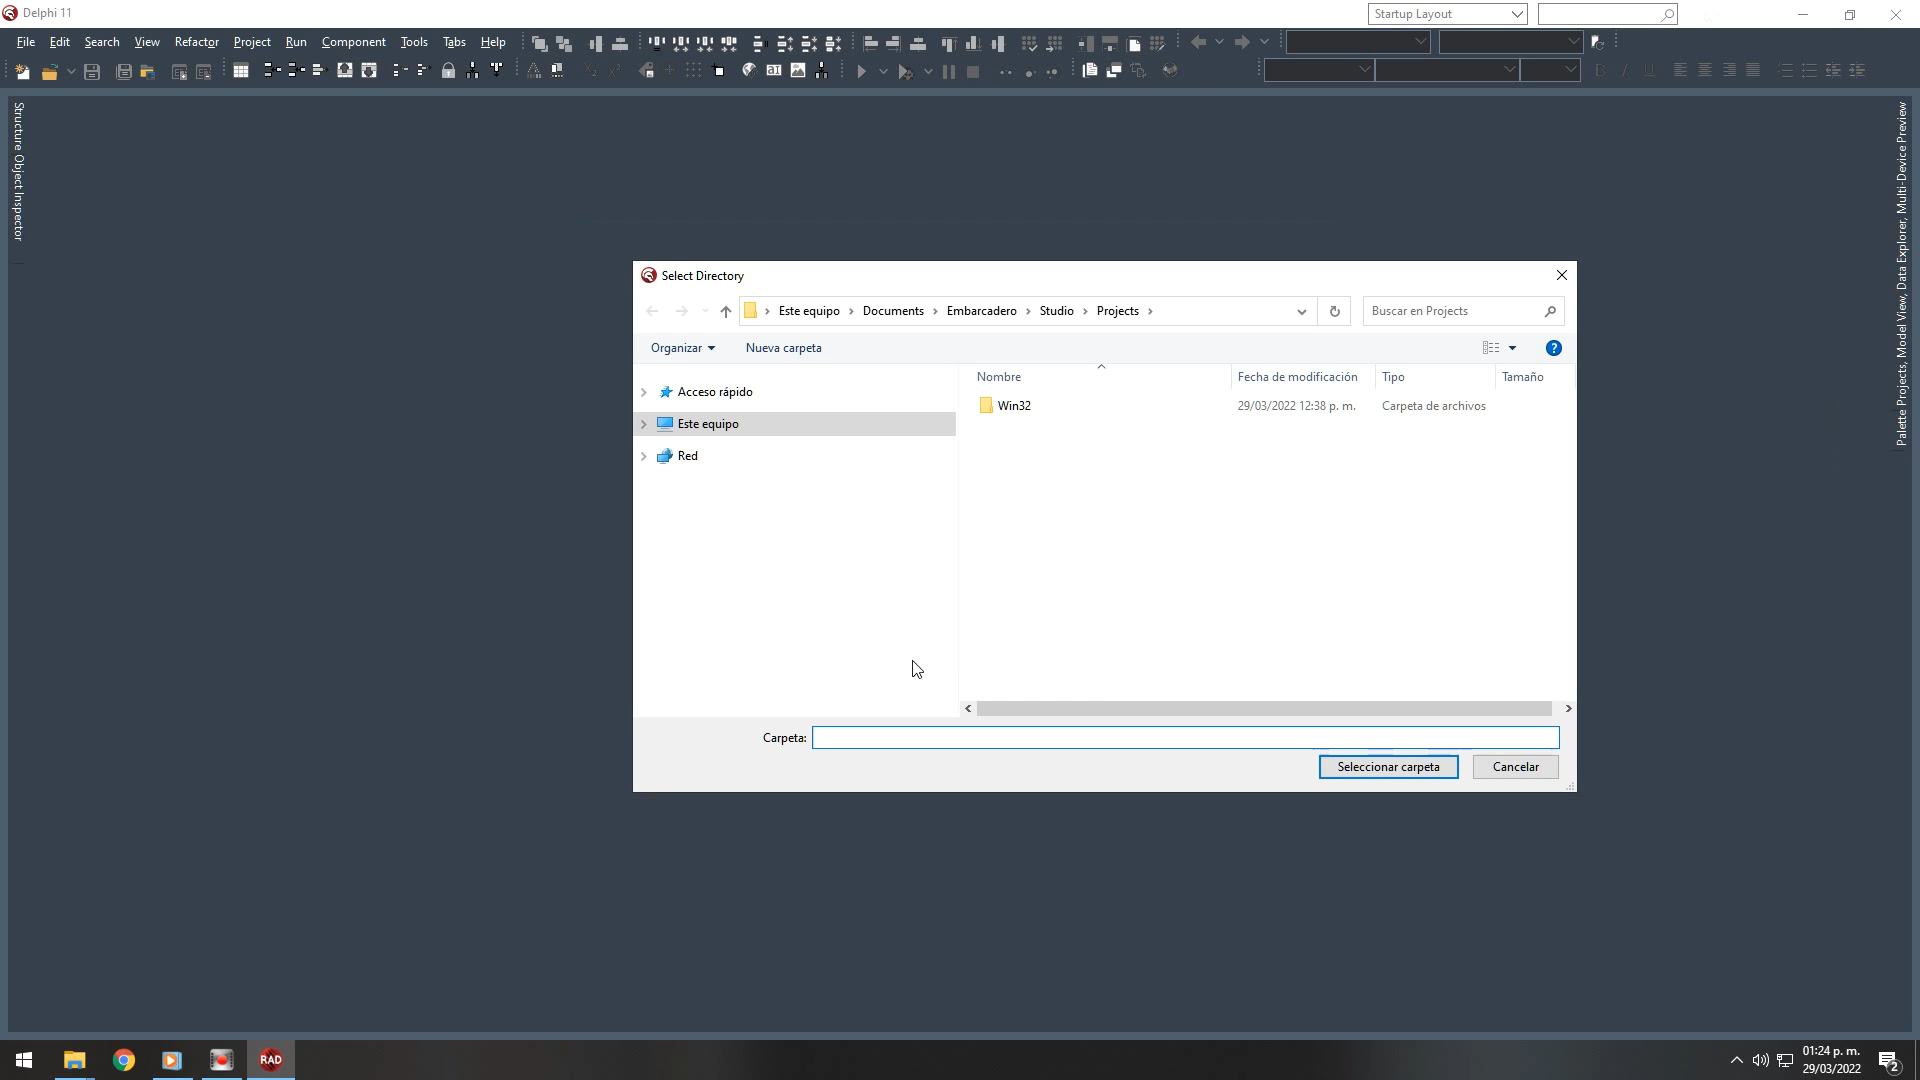 Delphi 11
Startup Layout
File Edit Search View Refactor Project Run Component Tools Tabs Help
Structure Object Inspector
Palette Projects, Model View, Data Explorer, Multi-Device Preview
Select Directory
Este equipo Documents Embarcadero Studio Projects
Buscar en Projects
Organizar Nueva carpeta
Nombre Fecha de modificación Tipo Tamaño
Acceso rápido
Este equipo
Red
Win32 29/03/2022 12:38 p. m. Carpeta de archivos
Carpeta:
Seleccionar carpeta Cancelar
RAD
01:24 p. m.
29/03/2022
2